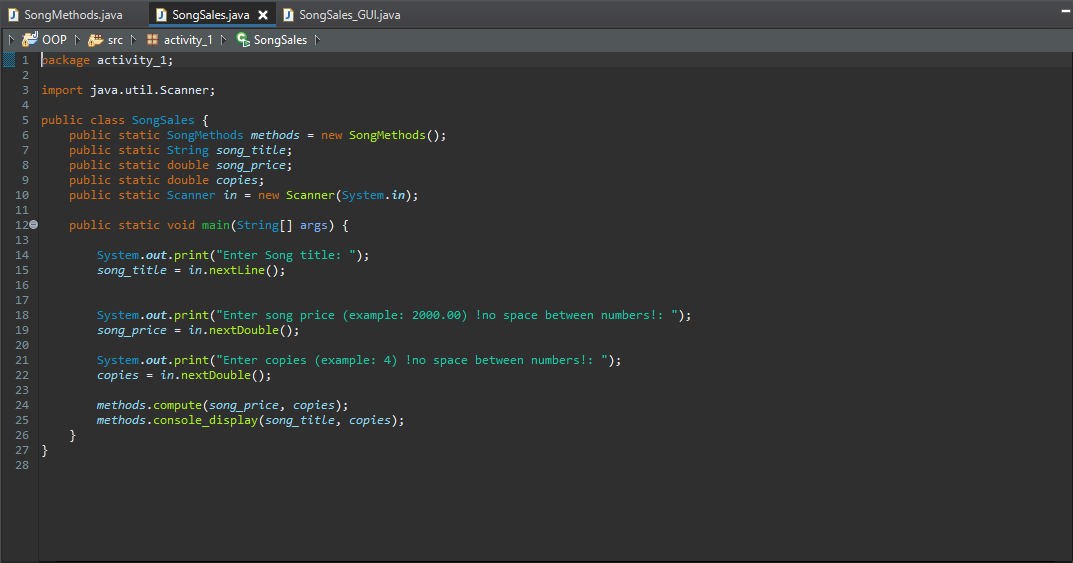 SongMethods.java SongSales.java SongSales_GUI.java
OOP src activity_1 SongSales
1 package activity_1;
2
3 import java.util.Scanner;
4
5 public class SongSales {
6 public static SongMethods methods = new SongMethods();
7 public static String song_title;
8 public static double song_price;
9 public static double copies;
10 public static Scanner in = new Scanner(System.in);
11
12 public static void main(String[] args) {
13
14 System.out.print("Enter Song title: ");
15 song_title = in.nextLine();
16
17
18 System.out.print("Enter song price (example: 2000.00) !no space between numbers!: ");
19 song_price = in.nextDouble();
20
21 System.out.print("Enter copies (example: 4) !no space between numbers!: ");
22 copies = in.nextDouble();
23
24 methods.compute(song_price, copies);
25 methods.console_display(song_title, copies);
26 }
27 }
28